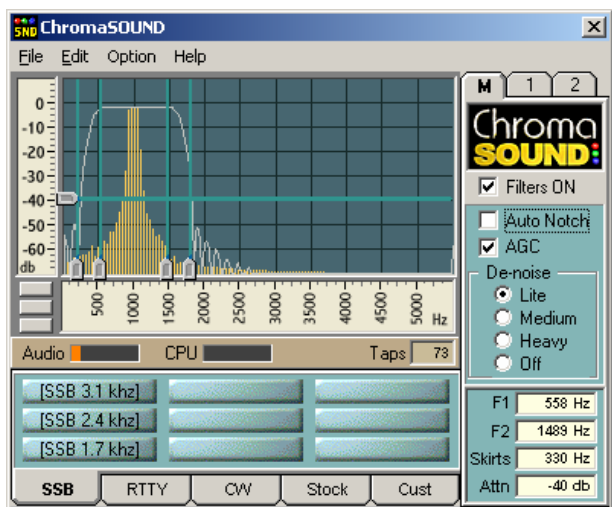 SND ChromaSOUND
File Edit Option Help
M 1 2
Chroma
SOUND
Filters ON
Auto Notch
AGC
De-noise
Lite
Medium
Heavy
Off
0
-10
-20
-30
-40
-50
-60
db
500 1000 1500 2000 2500 3000 3500 4000 4500 5000 Hz
Audio CPU Taps 73
[SSB 3.1 khz]
[SSB 2.4 khz]
[SSB 1.7 khz]
F1 558 Hz
F2 1489 Hz
Skirts 330 Hz
Attn -40 db
SSB RTTY CW Stock Cust